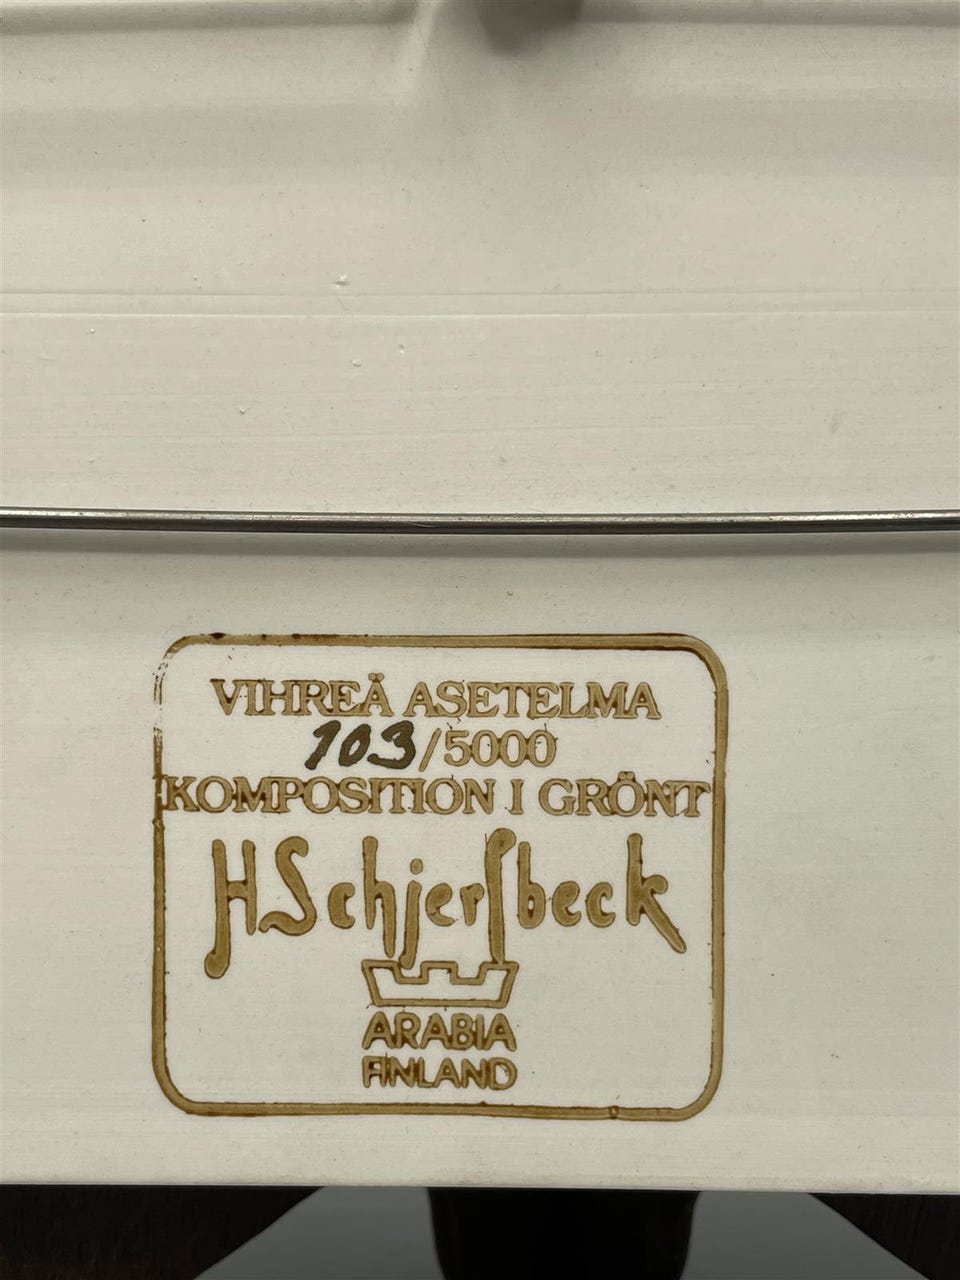 VIHREÄ ASETELMA
103/5000
KOMPOSITION I GRÖNT
H Schjerfbeck
ARABIA
FINLAND